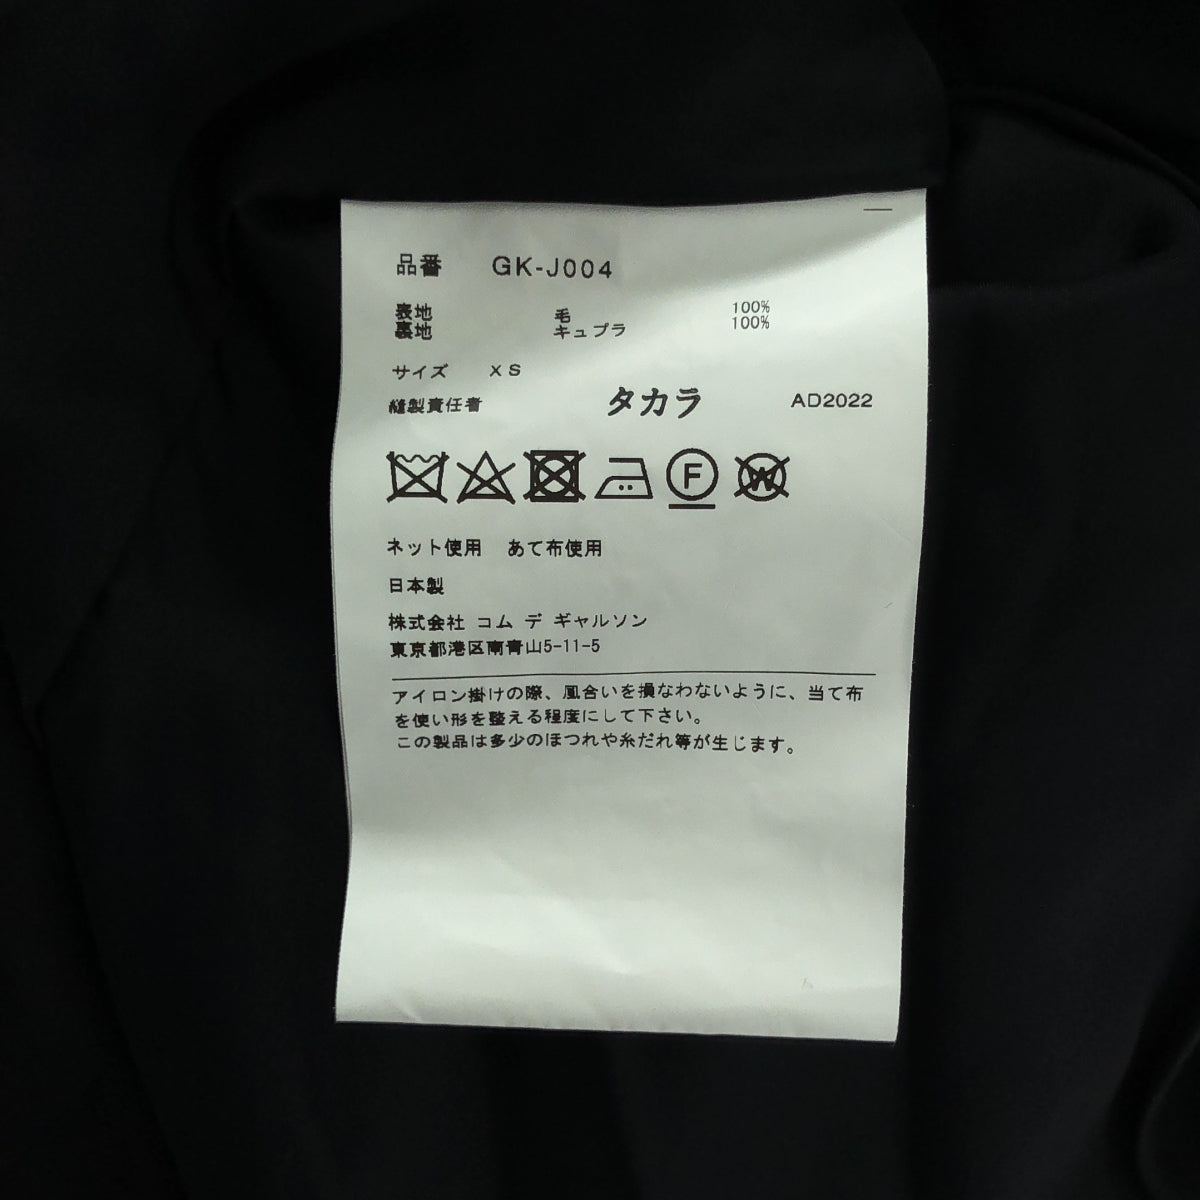 品番 GK-J004
表地 毛 100%
裏地 キュプラ 100%
サイズ XS
縫製責任者 タカラ AD2022
F W
ネット使用 あて布使用
日本製
株式会社 コム デ ギャルソン
東京都港区南青山5-11-5
アイロン掛けの際、風合いを損なわないように、当て布
を使い形を整える程度にして下さい。
この製品は多少のほつれや糸だれ等が生じます。